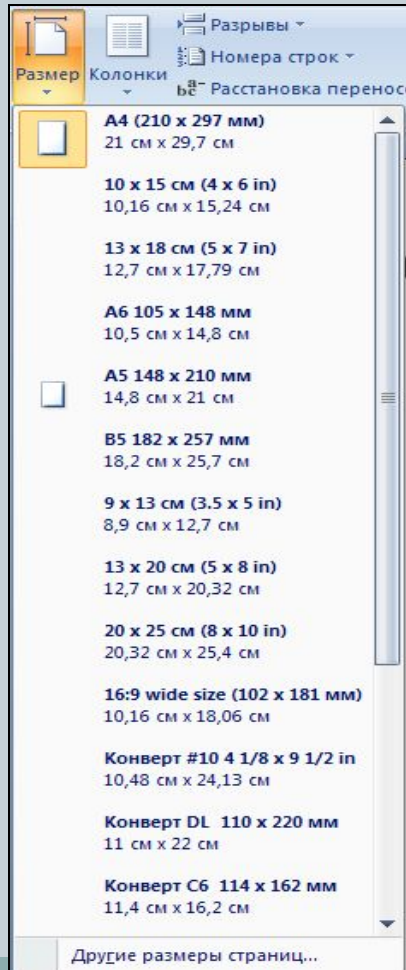 Размер
Колонки
Разрывы
Номера строк
bc a- Расстановка перенос
A4 (210 x 297 мм)
21 см x 29,7 см
10 x 15 см (4 x 6 in)
10,16 см x 15,24 см
13 x 18 см (5 x 7 in)
12,7 см x 17,79 см
A6 105 x 148 мм
10,5 см x 14,8 см
A5 148 x 210 мм
14,8 см x 21 см
B5 182 x 257 мм
18,2 см x 25,7 см
9 x 13 см (3.5 x 5 in)
8,9 см x 12,7 см
13 x 20 см (5 x 8 in)
12,7 см x 20,32 см
20 x 25 см (8 x 10 in)
20,32 см x 25,4 см
16:9 wide size (102 x 181 мм)
10,16 см x 18,06 см
Конверт #10 4 1/8 x 9 1/2 in
10,48 см x 24,13 см
Конверт DL 110 x 220 мм
11 см x 22 см
Конверт C6 114 x 162 мм
11,4 см x 16,2 см
Другие размеры страниц...